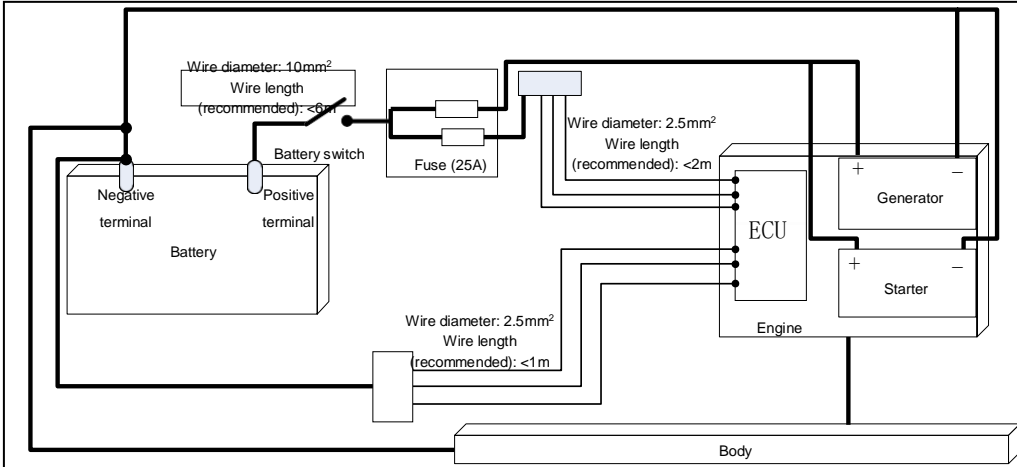 Wire diameter: 10mm²
Wire length
(recommended): <6m
Battery switch
Fuse (25A)
Wire diameter: 2.5mm²
Wire length
(recommended): <2m
Negative
terminal
Positive
terminal
Battery
ECU
+
−
Generator
+
−
Starter
Engine
Wire diameter: 2.5mm²
Wire length
(recommended): <1m
Body